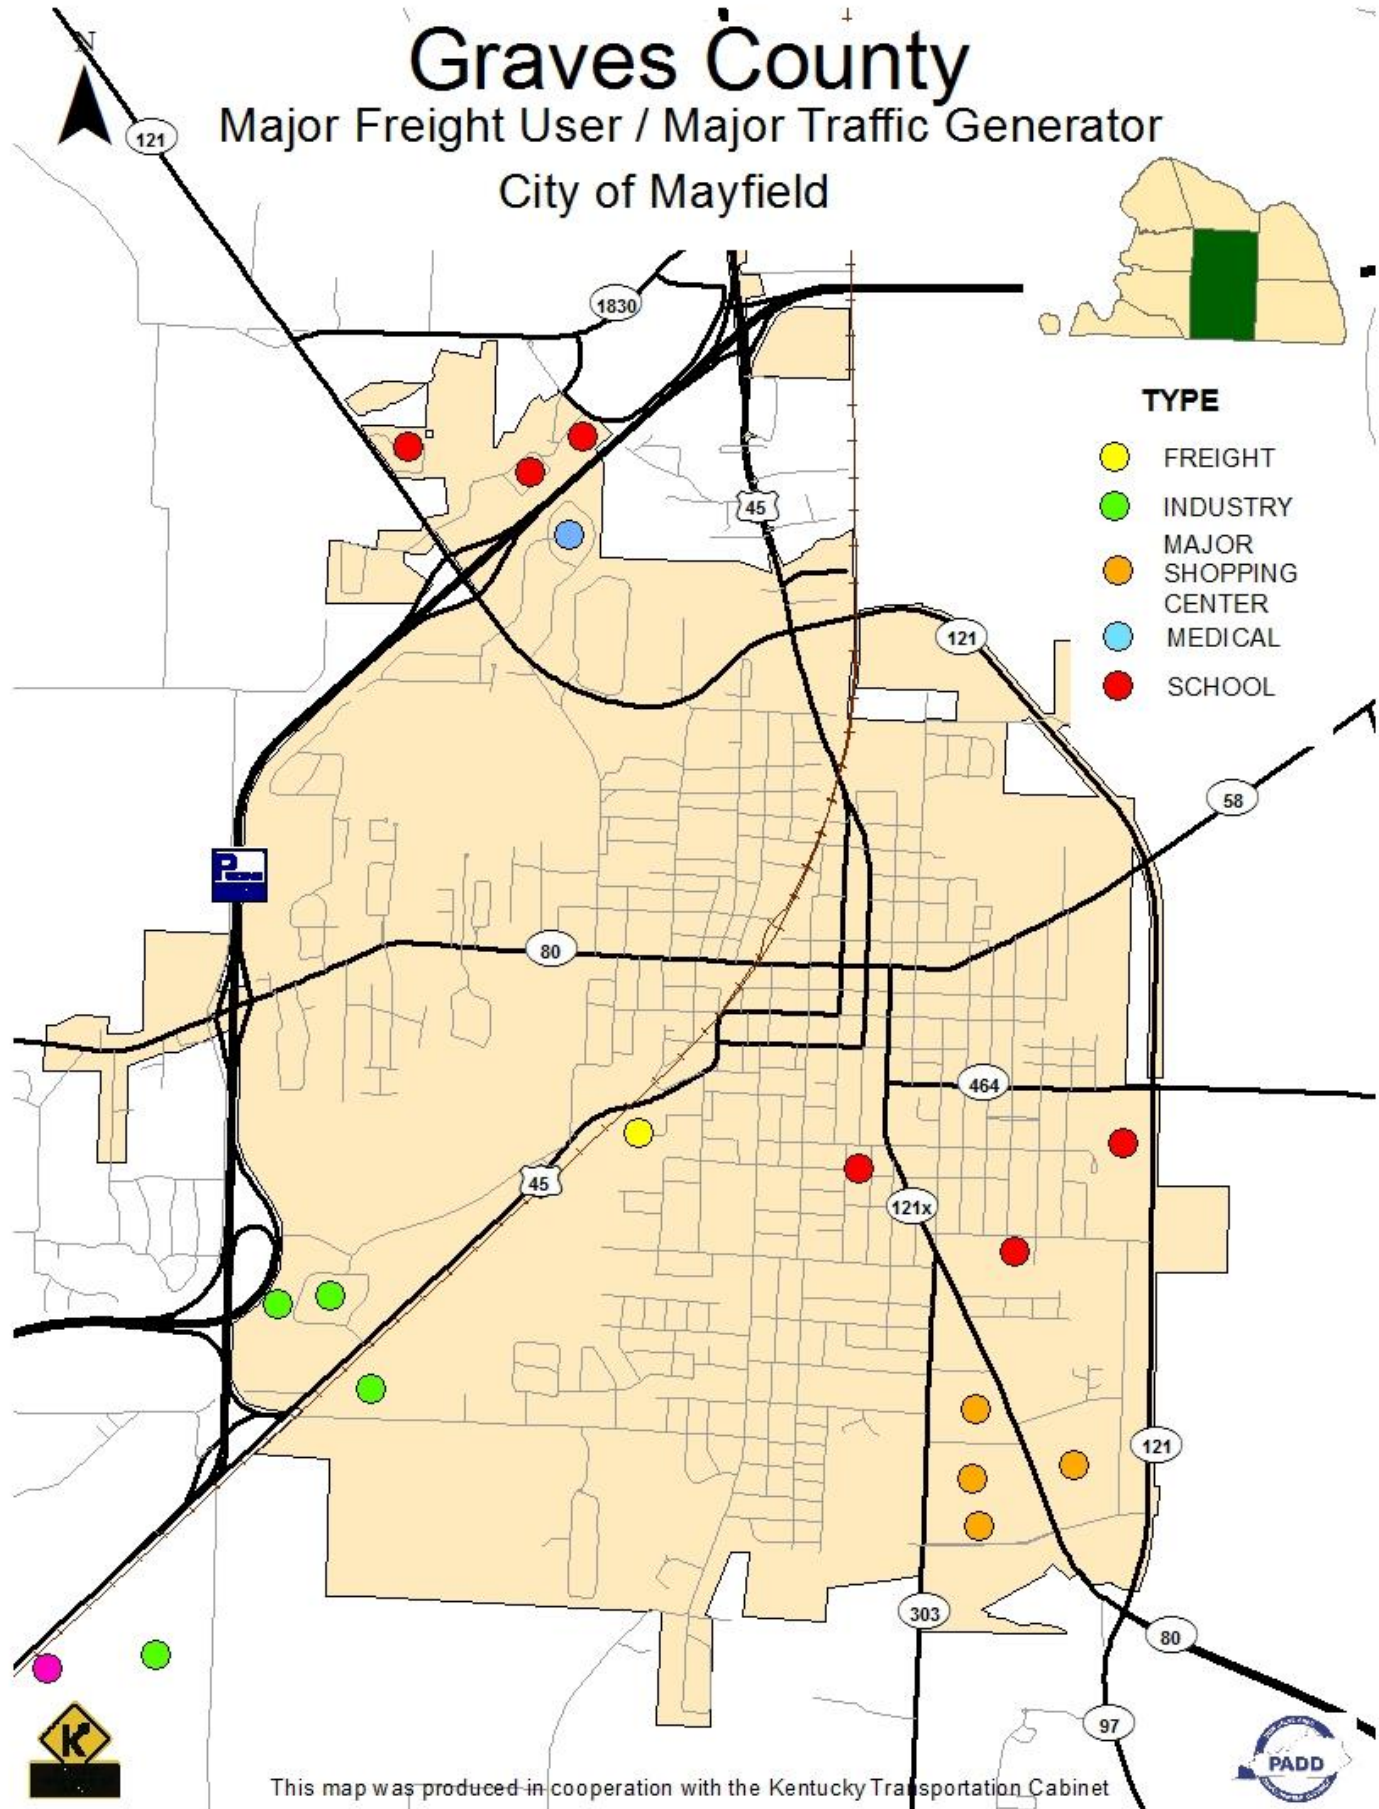 Graves County
Major Freight User / Major Traffic Generator
City of Mayfield
N
121
1830
TYPE
FREIGHT
INDUSTRY
MAJOR
SHOPPING
CENTER
MEDICAL
SCHOOL
45
121
58
P
80
464
45
121x
121
303
80
97
K
PADD
This map was produced in cooperation with the Kentucky Transportation Cabinet